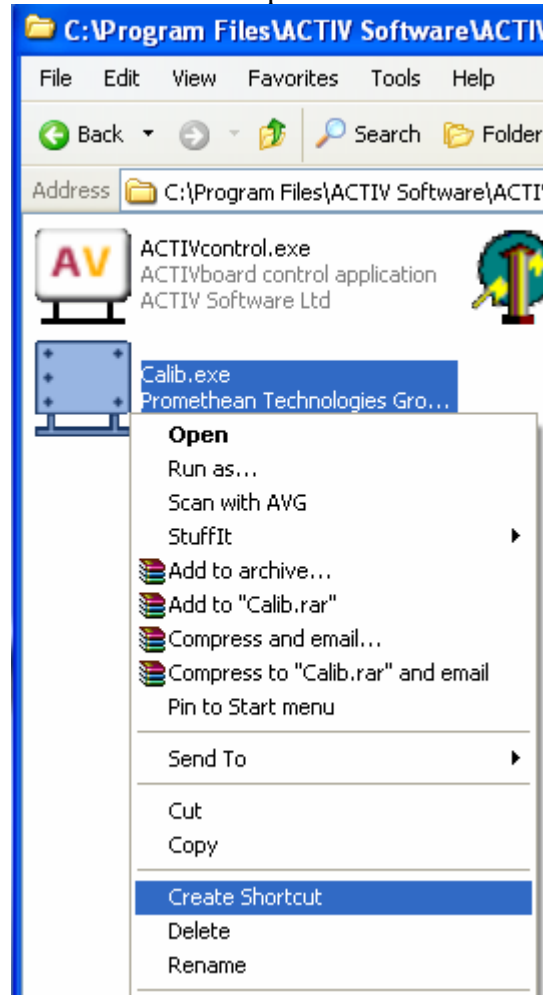 C:\Program Files\ACTIV Software\ACTIV
File Edit View Favorites Tools Help
Back Search Folder
Address C:\Program Files\ACTIV Software\ACTIV
AV
ACTIVcontrol.exe
ACTIVboard control application
ACTIV Software Ltd
Calib.exe
Promethean Technologies Gro...
Open
Run as...
Scan with AVG
StuffIt
Add to archive...
Add to "Calib.rar"
Compress and email...
Compress to "Calib.rar" and email
Pin to Start menu
Send To
Cut
Copy
Create Shortcut
Delete
Rename